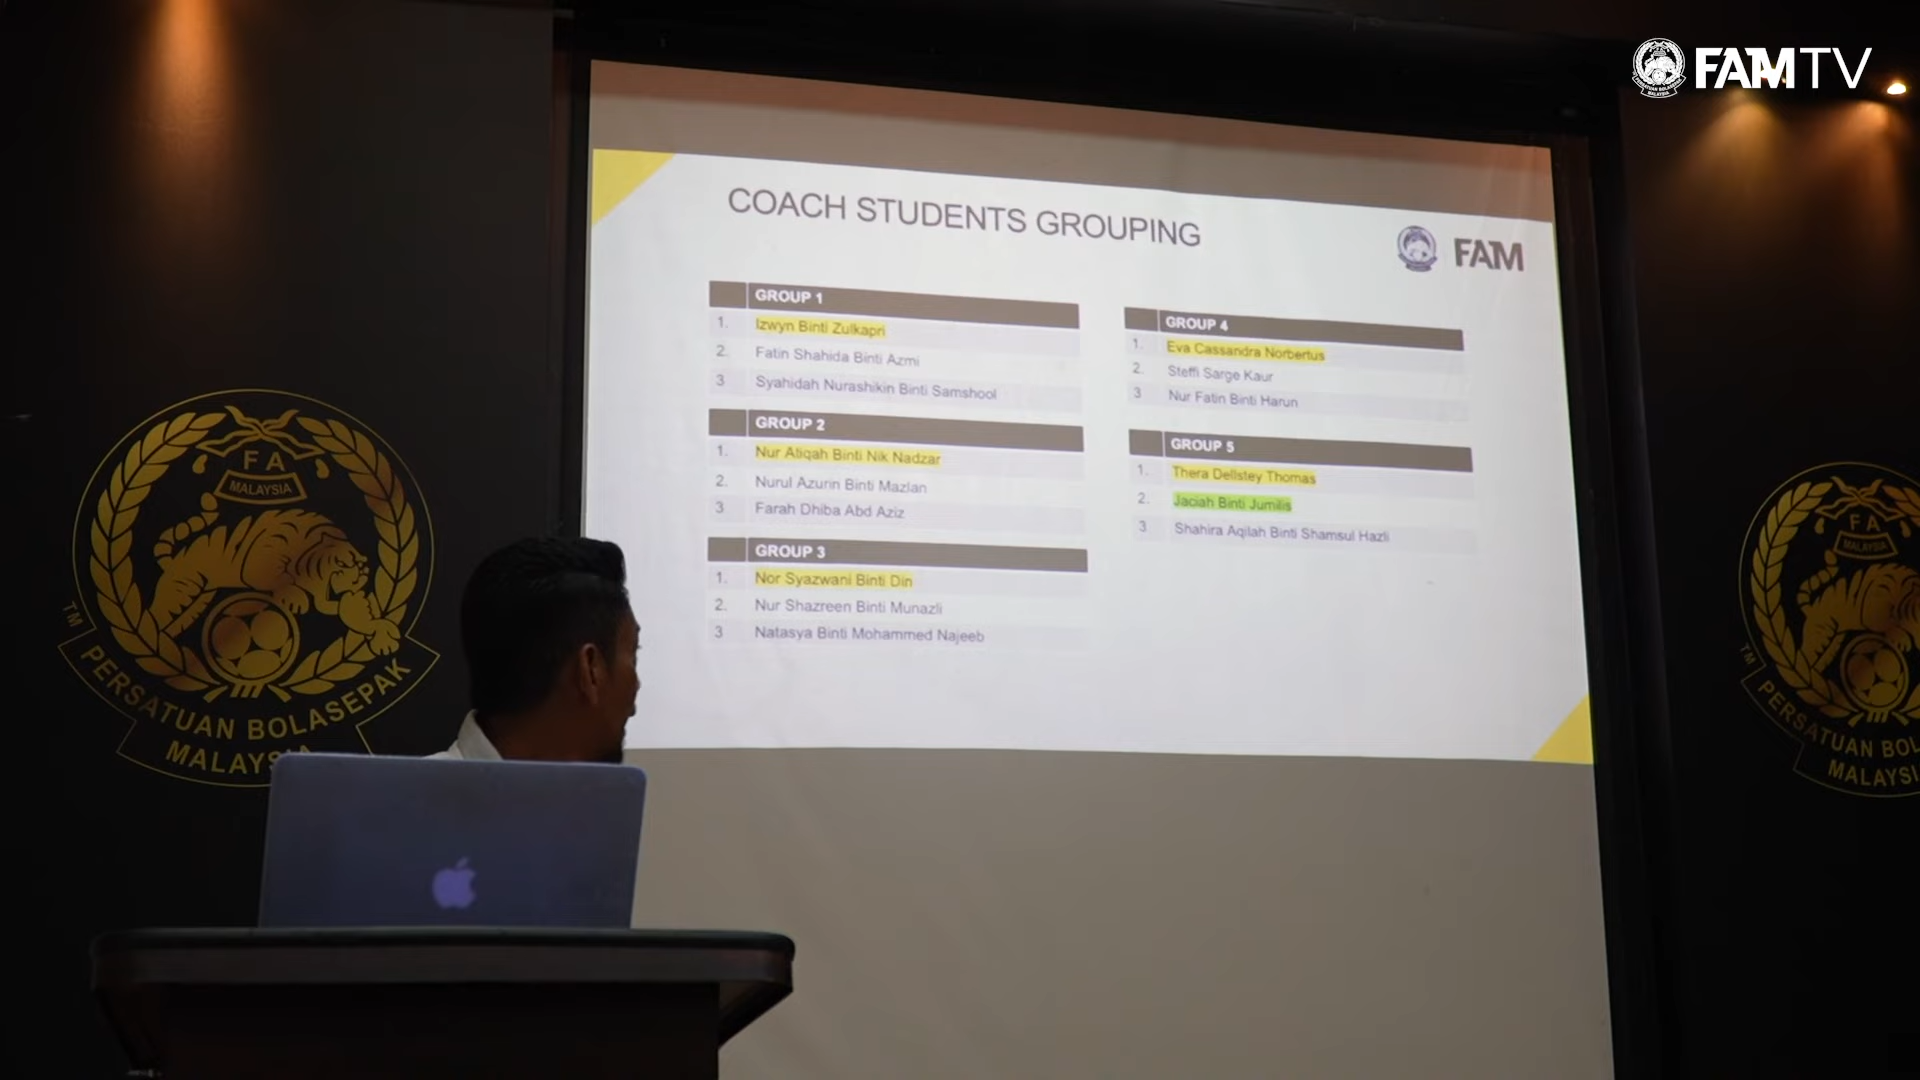 FAMTV
COACH STUDENTS GROUPING
FAM
GROUP 1
1. Izwyn Binti Zulkapri
2. Fatin Shahida Binti Azmi
3 Syahidah Nurashikin Binti Samshool
GROUP 2
1. Nur Atiqah Binti Nik Nadzar
2. Nurul Azurin Binti Mazlan
3 Farah Dhiba Abd Aziz
GROUP 3
1. Nor Syazwani Binti Din
2. Nur Shazreen Binti Munazli
3 Natasya Binti Mohammed Najeeb
GROUP 4
1. Eva Cassandra Norbertus
2. Steffi Sarge Kaur
3 Nur Fatin Binti Harun
GROUP 5
1. Thera Dellstey Thomas
2. Jaciah Binti Jumilis
3 Shahira Aqilah Binti Shamsul Hazli
FA
MALAYSIA
TM
PERSATUAN BOLASEPAK
MALAYSIA
FA
MALAYSIA
TM
PERSATUAN BOL
MALAYSI